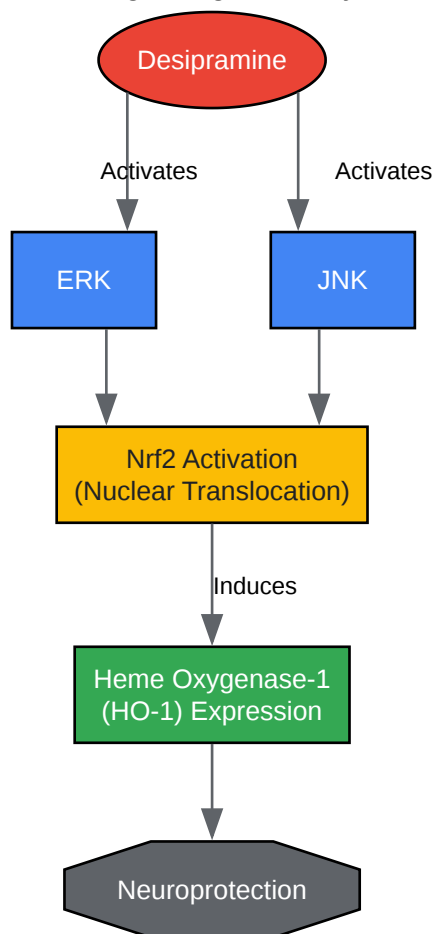 Desipramine
Activates
Activates
ERK
JNK
Nrf2 Activation
(Nuclear Translocation)
Induces
Heme Oxygenase-1
(HO-1) Expression
Neuroprotection